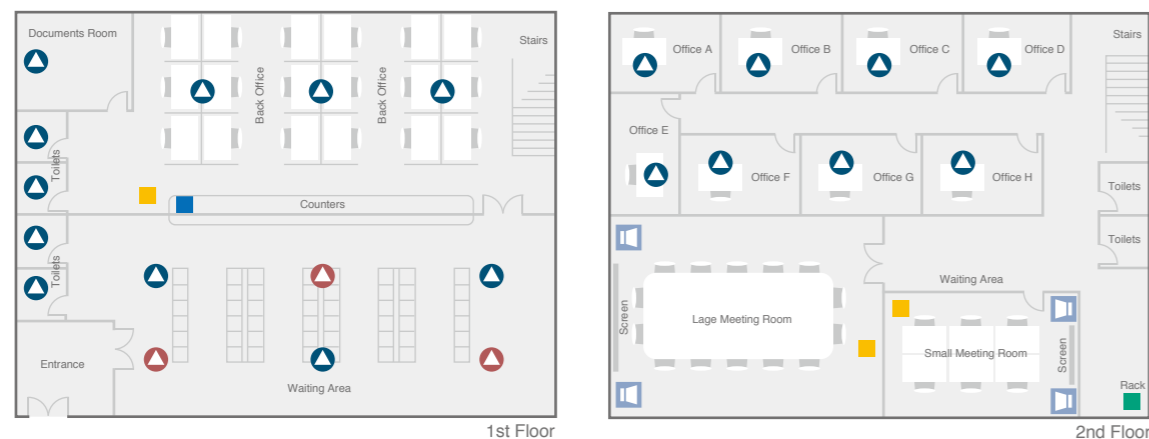 Documents Room
Back Office
Back Office
Stairs
Toilets
Counters
Toilets
Entrance
Waiting Area
1st Floor
Office A
Office B
Office C
Office D
Stairs
Office E
Office F
Office G
Office H
Toilets
Toilets
Waiting Area
Screen
Lage Meeting Room
Small Meeting Room
Screen
Rack
2nd Floor